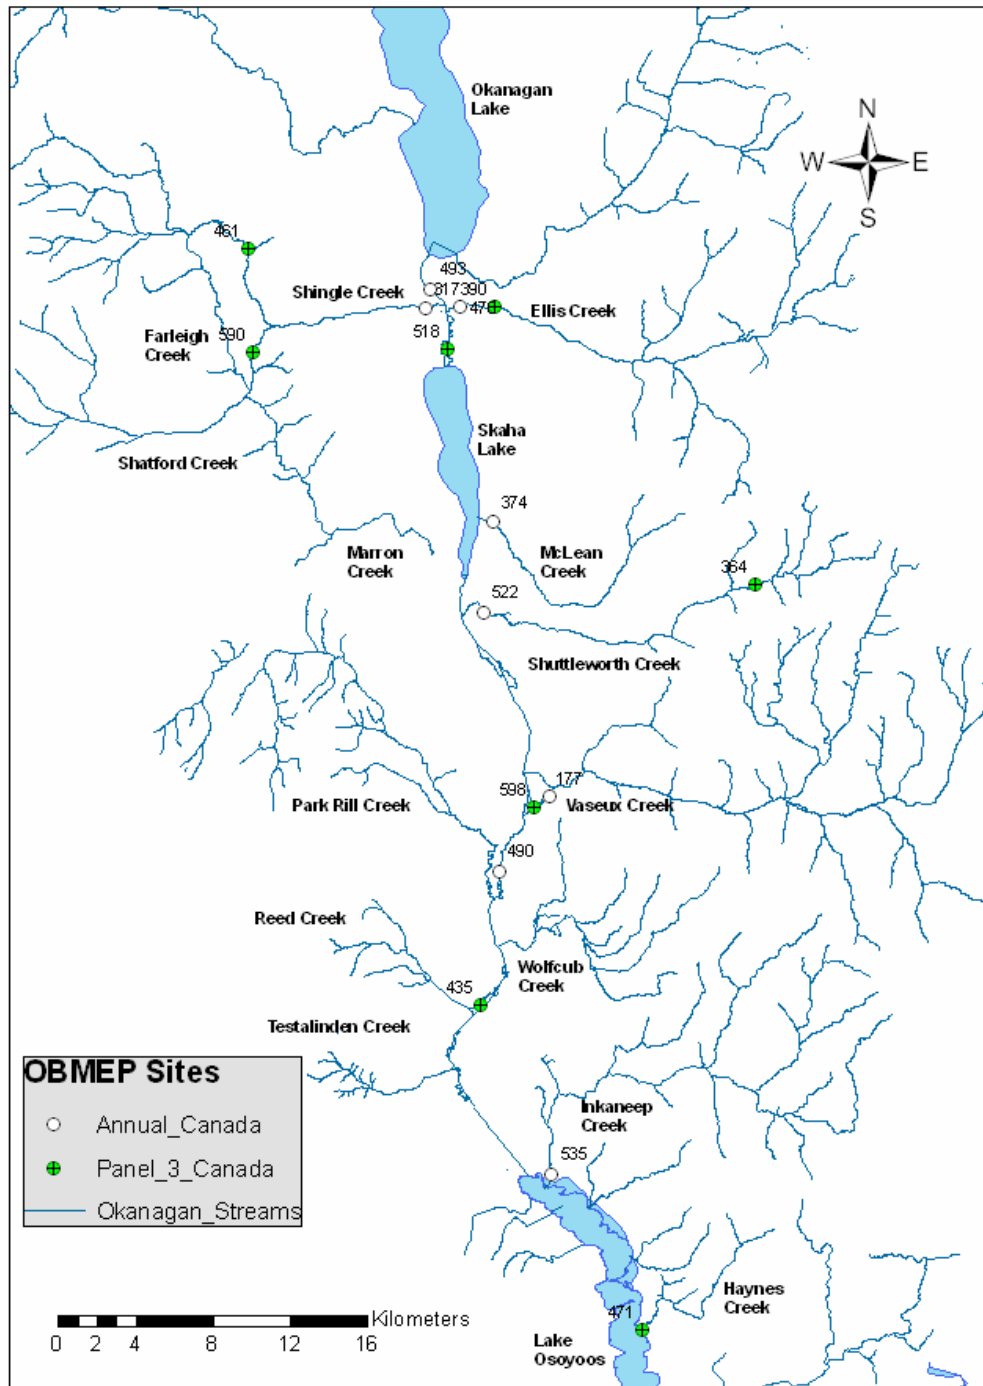 Okanagan
Lake
N
W
E
S
461
493
Shingle Creek
317390
476
Ellis Creek
518
Farleigh
Creek
590
Skaha
Lake
Shatford Creek
374
Marron
Creek
McLean
Creek
364
522
Shuttleworth Creek
177
598
Park Rill Creek
Vaseux Creek
490
Reed Creek
Wolfcub
Creek
435
Testalinden Creek
OBMEP Sites
Annual_Canada
Panel_3_Canada
Okanagan_Streams
Inkaneep
Creek
535
Haynes
Creek
471
Lake
Osoyoos
Kilometers
0 2 4 8 12 16